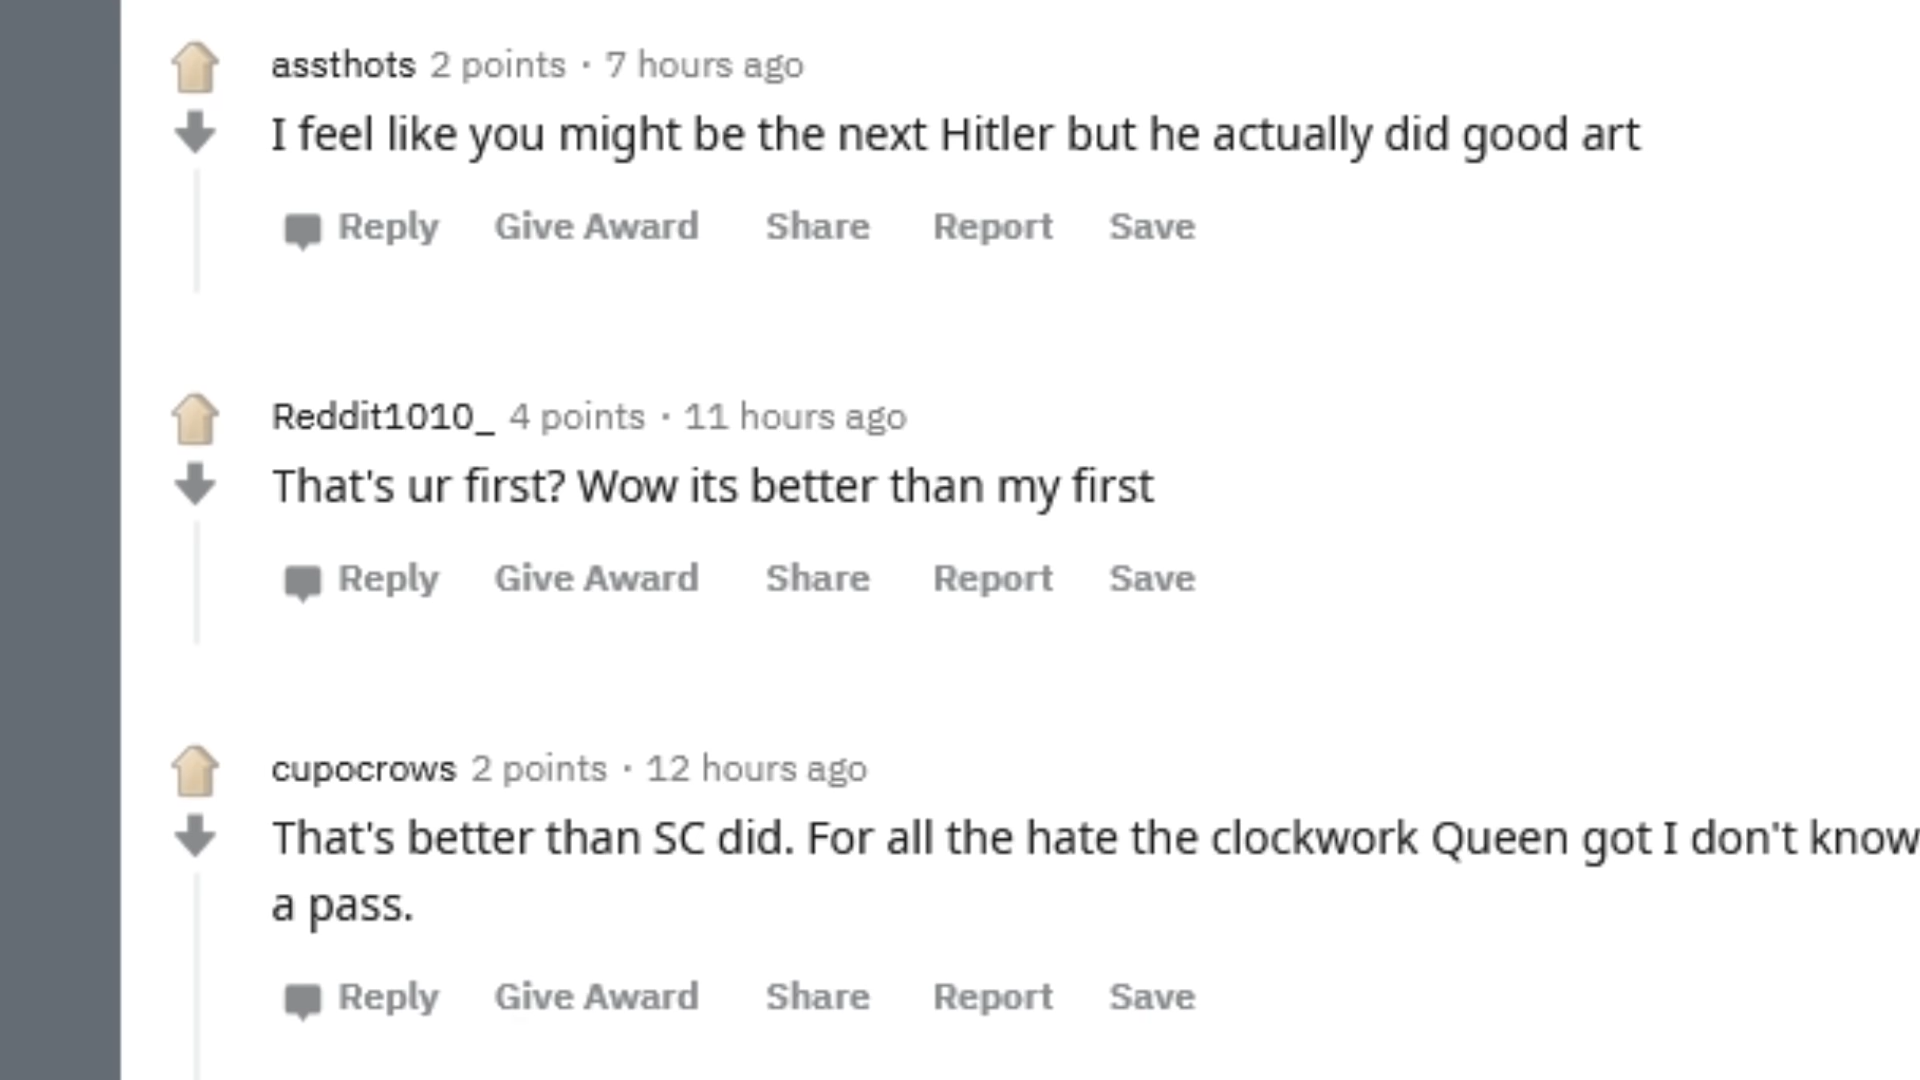 assthots 2 points · 7 hours ago
I feel like you might be the next Hitler but he actually did good art
Reply Give Award Share Report Save
Reddit1010_ 4 points · 11 hours ago
That's ur first? Wow its better than my first
Reply Give Award Share Report Save
cupocrows 2 points · 12 hours ago
That's better than SC did. For all the hate the clockwork Queen got I don't know
a pass.
Reply Give Award Share Report Save